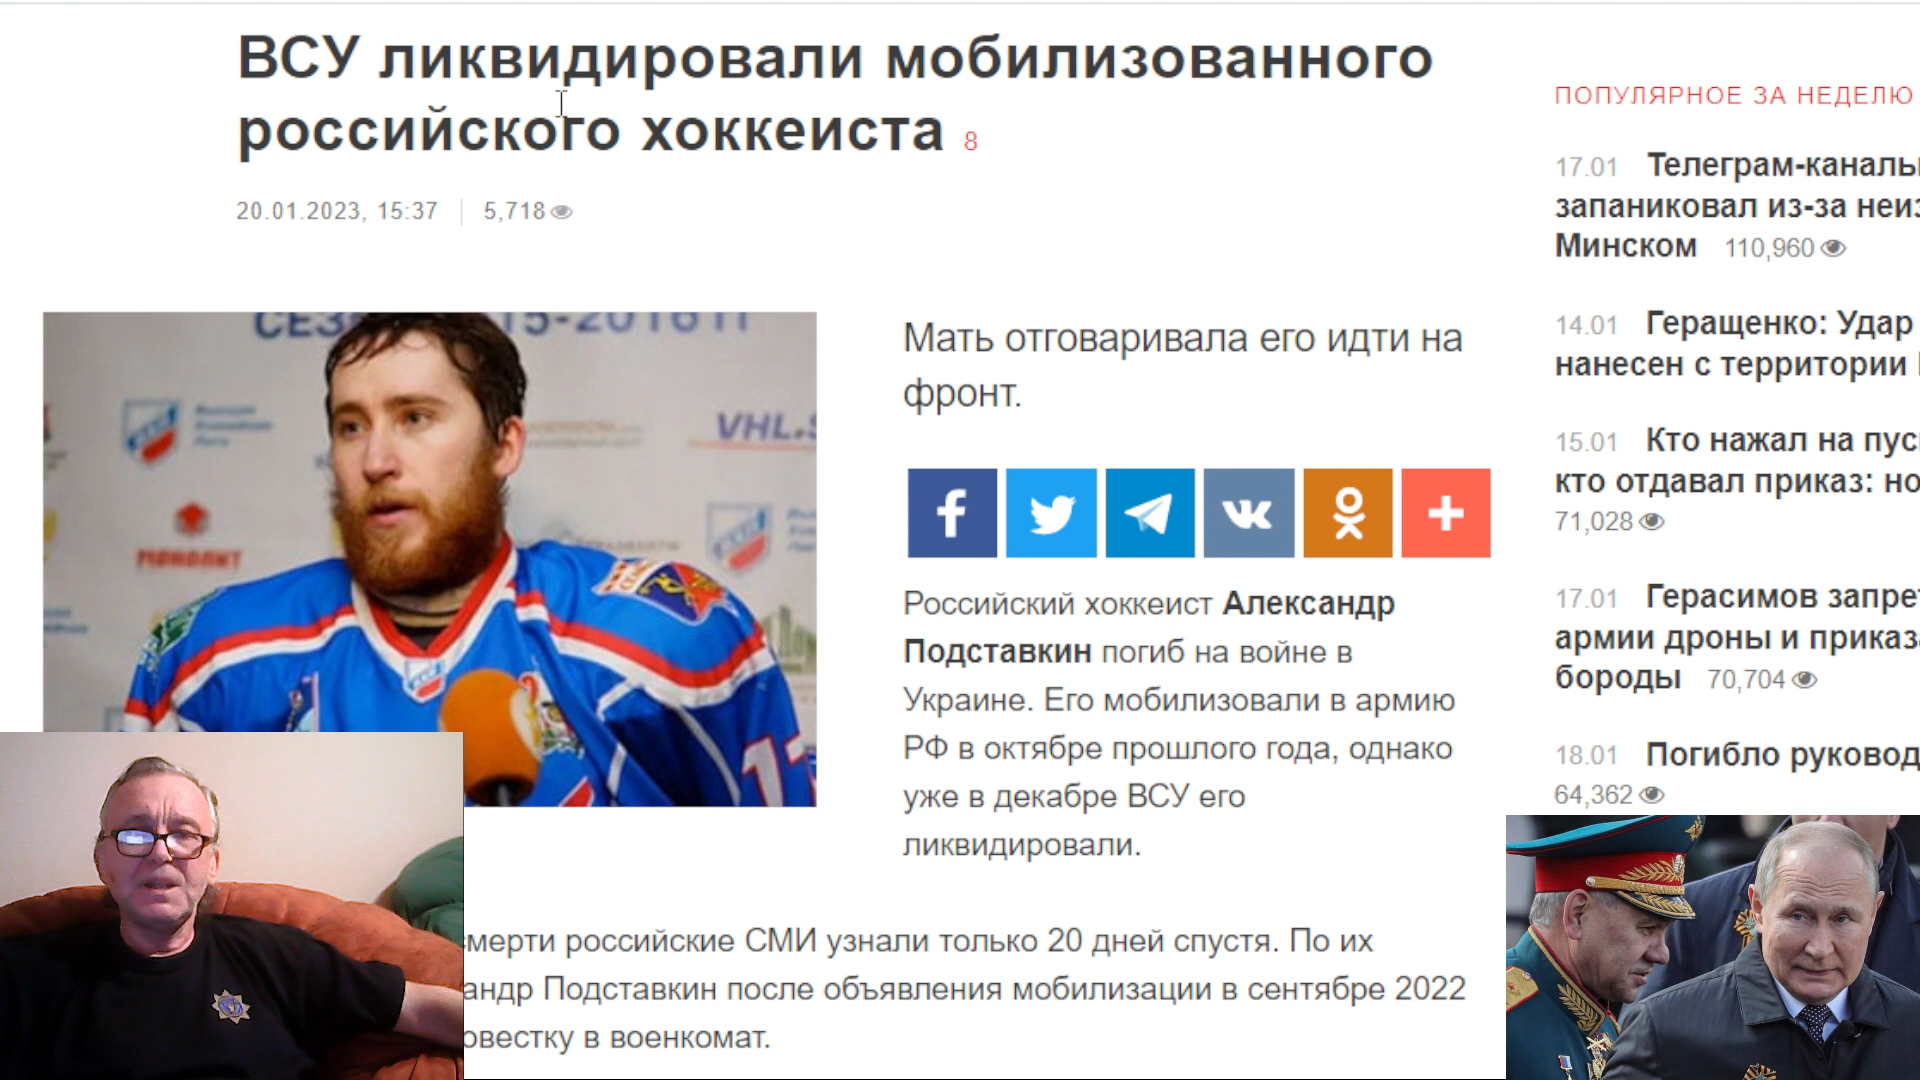 ВСУ ликвидировали мобилизованного
российского хоккеиста 8
20.01.2023, 15:37 5,718
VHL.
МОНОЛИТ
Мать отговаривала его идти на
фронт.
Российский хоккеист Александр
Подставкин погиб на войне в
Украине. Его мобилизовали в армию
РФ в октябре прошлого года, однако
уже в декабре ВСУ его
ликвидировали.
смерти российские СМИ узнали только 20 дней спустя. По их
андр Подставкин после объявления мобилизации в сентябре 2022
овестку в военкомат.
ПОПУЛЯРНОЕ ЗА НЕДЕЛЮ
17.01 Телеграм-каналы
запаниковал из-за неиз
Минском 110,960
14.01 Геращенко: Удар
нанесен с территории
15.01 Кто нажал на пус
кто отдавал приказ: но
71,028
17.01 Герасимов запре
армии дроны и приказа
бороды 70,704
18.01 Погибло руковод
64,362